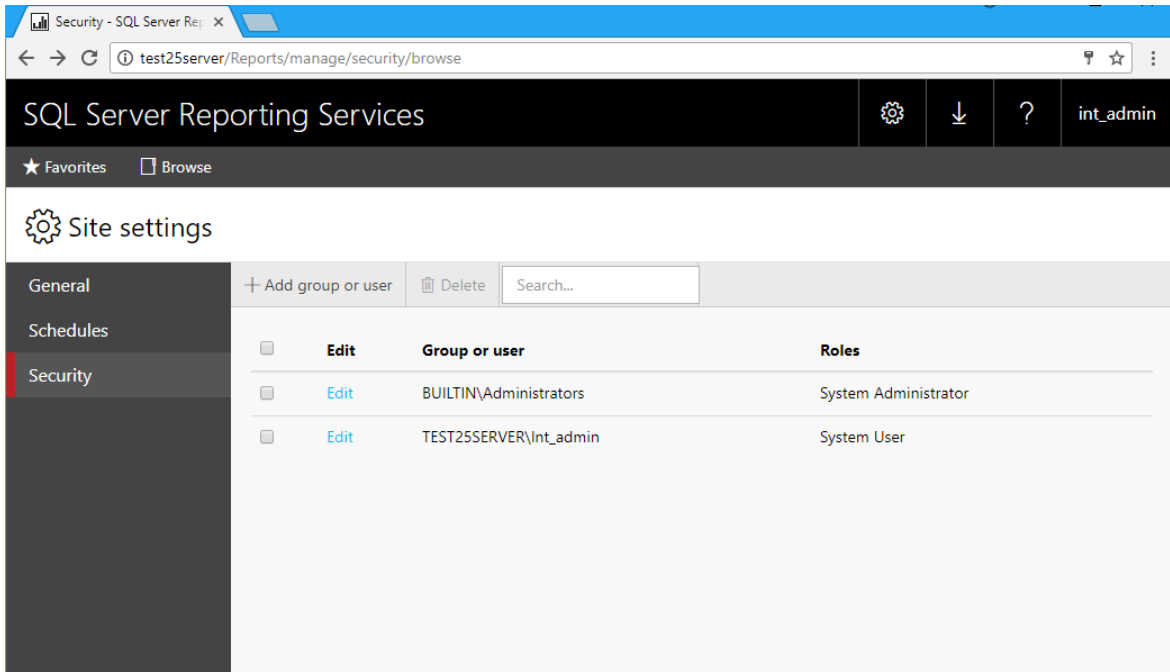 Security - SQL Server Rep
test25server/Reports/manage/security/browse
SQL Server Reporting Services
? int_admin
Favorites Browse
Site settings
General
Add group or user Delete Search...
Schedules
Edit Group or user Roles
Security
Edit BUILTIN\Administrators System Administrator
Edit TEST25SERVER\Int_admin System User